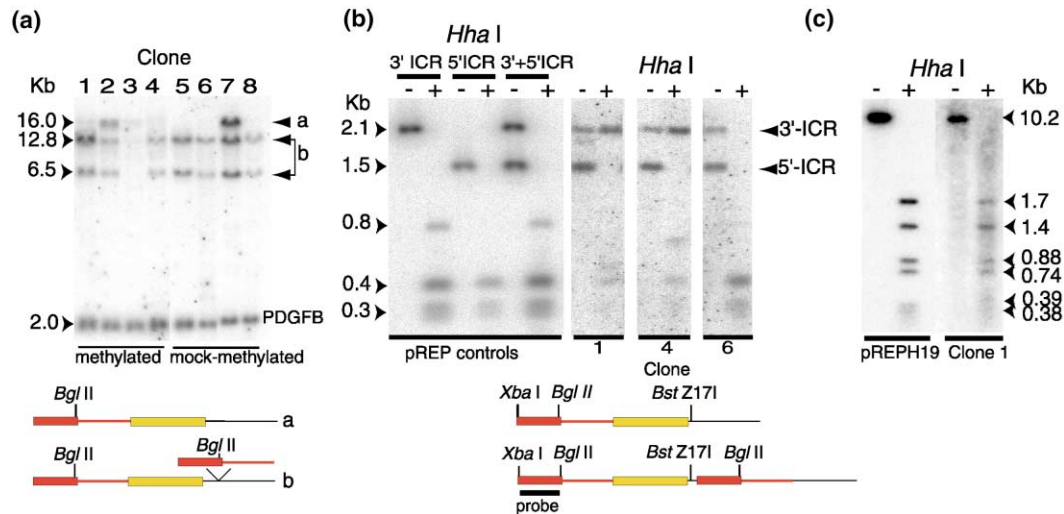 (a)
Clone
Kb 1 2 3 4 5 6 7 8
16.0 a
12.8 b
6.5
2.0 PDGFB
methylated mock-methylated
Bgl II
a
Bgl II
Bgl II
b
(b)
Hha I
3' ICR 5'ICR 3'+5'ICR
Hha I
Kb - + - + - + - + - + - +
2.1 3'-ICR
1.5 5'-ICR
0.8
0.4
0.3
pREP controls 1 4 6
Clone
Xba I Bgl II Bst Z17I
Xba I Bgl II Bst Z17I Bgl II
probe
(c)
Hha I
- + - + Kb
10.2
1.7
1.4
0.88
0.74
0.39
0.38
pREPH19 Clone 1